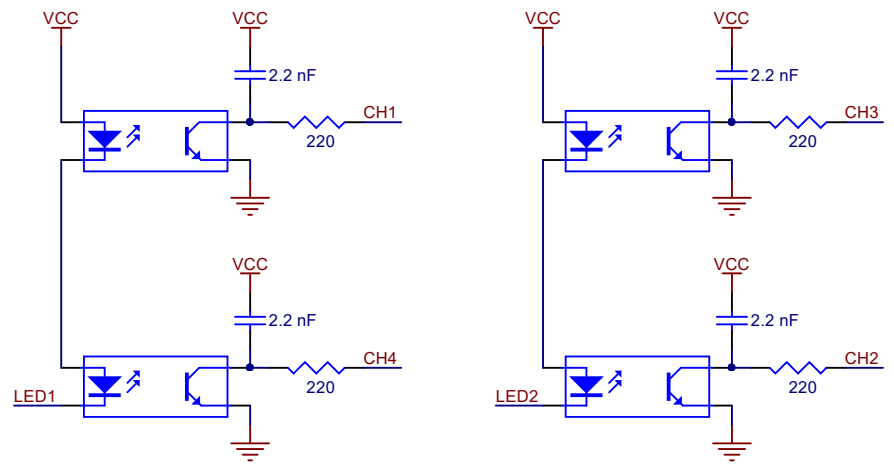 VCC
VCC
2.2 nF
CH1
220
VCC
2.2 nF
CH4
220
LED1
VCC
VCC
2.2 nF
CH3
220
VCC
2.2 nF
CH2
220
LED2